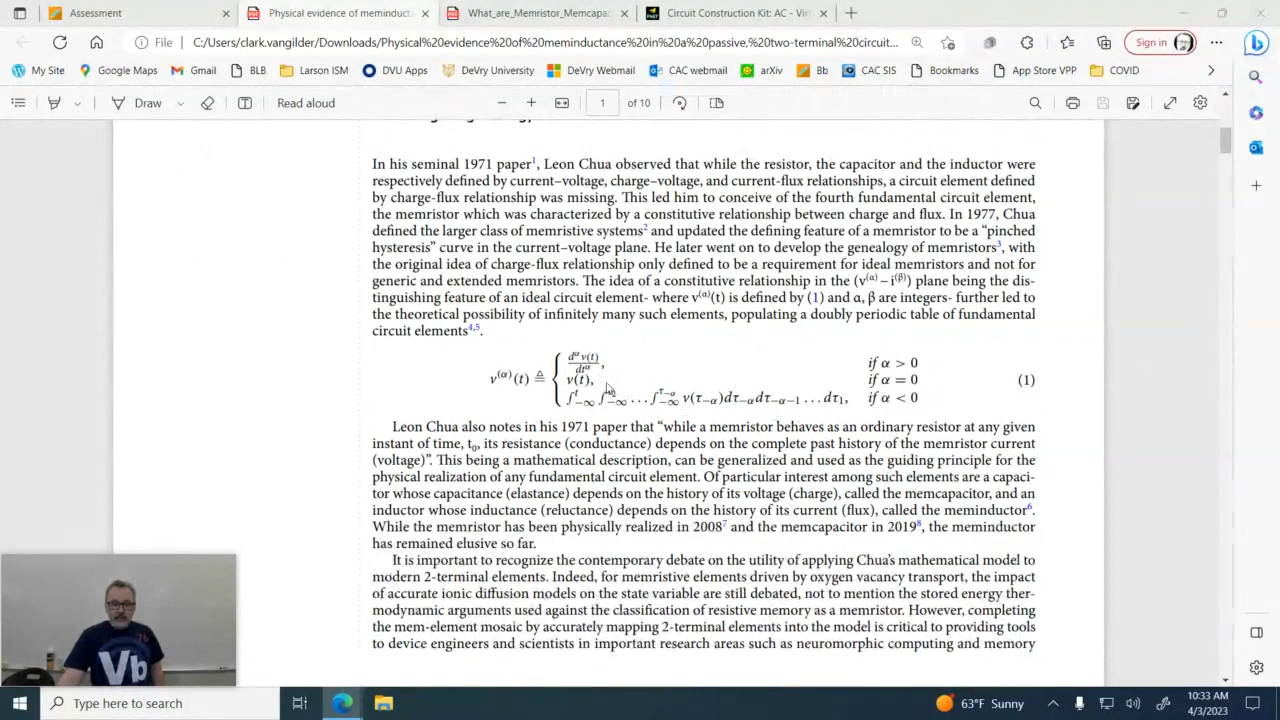 Assessment
Physical evidence of meminduct
What_are_Memristor_Memcapa
Circuit Construction Kit: AC - Virt
File
C:/Users/clark.vangilder/Downloads/Physical%20evidence%20of%20meminductance%20in%20a%20passive,%20two-terminal%20circuit...
Sign in
My Site
Google Maps
Gmail
BLB
Larson ISM
DVU Apps
DeVry University
DeVry Webmail
CAC webmail
arXiv
Bb
CAC SIS
Bookmarks
App Store VPP
COVID
Draw
Read aloud
1
of 10
In his seminal 1971 paper1, Leon Chua observed that while the resistor, the capacitor and the inductor were
respectively defined by current–voltage, charge–voltage, and current-flux relationships, a circuit element defined
by charge-flux relationship was missing. This led him to conceive of the fourth fundamental circuit element,
the memristor which was characterized by a constitutive relationship between charge and flux. In 1977, Chua
defined the larger class of memristive systems2 and updated the defining feature of a memristor to be a "pinched
hysteresis" curve in the current–voltage plane. He later went on to develop the genealogy of memristors3, with
the original idea of charge-flux relationship only defined to be a requirement for ideal memristors and not for
generic and extended memristors. The idea of a constitutive relationship in the (v(α) – i(β)) plane being the dis-
tinguishing feature of an ideal circuit element- where v(α)(t) is defined by (1) and α, β are integers- further led to
the theoretical possibility of infinitely many such elements, populating a doubly periodic table of fundamental
circuit elements4,5.
v(α)(t) ≜ { dαv(t)/dtα, if α > 0
v(t), if α = 0 (1)
∫t−∞ ∫ −∞ ... ∫τ−α −∞ v(τ−α)dτ−αdτ−α−1 ... dτ1, if α < 0
Leon Chua also notes in his 1971 paper that "while a memristor behaves as an ordinary resistor at any given
instant of time, t0, its resistance (conductance) depends on the complete past history of the memristor current
(voltage)". This being a mathematical description, can be generalized and used as the guiding principle for the
physical realization of any fundamental circuit element. Of particular interest among such elements are a capaci-
tor whose capacitance (elastance) depends on the history of its voltage (charge), called the memcapacitor, and an
inductor whose inductance (reluctance) depends on the history of its current (flux), called the meminductor6.
While the memristor has been physically realized in 20087 and the memcapacitor in 20198, the meminductor
has remained elusive so far.
It is important to recognize the contemporary debate on the utility of applying Chua's mathematical model to
modern 2-terminal elements. Indeed, for memristive elements driven by oxygen vacancy transport, the impact
of accurate ionic diffusion models on the state variable are still debated, not to mention the stored energy ther-
modynamic arguments used against the classification of resistive memory as a memristor. However, completing
the mem-element mosaic by accurately mapping 2-terminal elements into the model is critical to providing tools
to device engineers and scientists in important research areas such as neuromorphic computing and memory
Vb
Type here to search
63°F Sunny
10:33 AM
4/3/2023